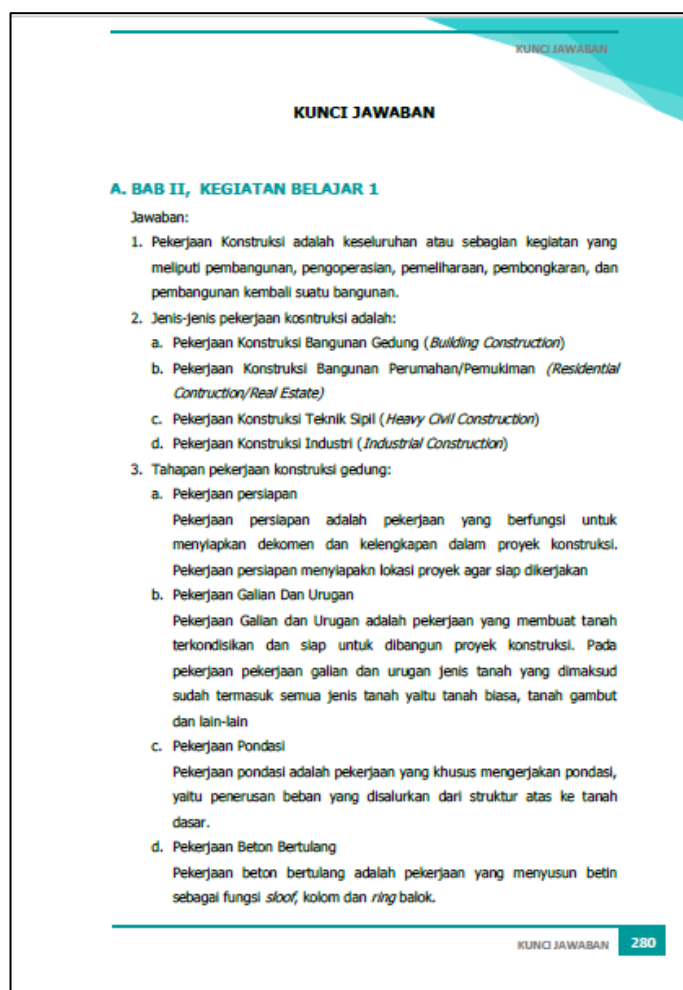 KUNCI JAWABAN
KUNCI JAWABAN
A. BAB II, KEGIATAN BELAJAR 1
Jawaban:
1. Pekerjaan Konstruksi adalah keseluruhan atau sebagian kegiatan yang
meliputi pembangunan, pengoperasian, pemeliharaan, pembongkaran, dan
pembangunan kembali suatu bangunan.
2. Jenis-jenis pekerjaan kosntruksi adalah:
a. Pekerjaan Konstruksi Bangunan Gedung (Building Construction)
b. Pekerjaan Konstruksi Bangunan Perumahan/Pemukiman (Residential
Contruction/Real Estate)
c. Pekerjaan Konstruksi Teknik Sipil (Heavy Civil Construction)
d. Pekerjaan Konstruksi Industri (Industrial Construction)
3. Tahapan pekerjaan konstruksi gedung:
a. Pekerjaan persiapan
Pekerjaan persiapan adalah pekerjaan yang berfungsi untuk
menyiapkan dekomen dan kelengkapan dalam proyek konstruksi.
Pekerjaan persiapan menyiapakn lokasi proyek agar siap dikerjakan
b. Pekerjaan Galian Dan Urugan
Pekerjaan Galian dan Urugan adalah pekerjaan yang membuat tanah
terkondisikan dan siap untuk dibangun proyek konstruksi. Pada
pekerjaan pekerjaan galian dan urugan jenis tanah yang dimaksud
sudah termasuk semua jenis tanah yaitu tanah biasa, tanah gambut
dan lain-lain
c. Pekerjaan Pondasi
Pekerjaan pondasi adalah pekerjaan yang khusus mengerjakan pondasi,
yaitu penerusan beban yang disalurkan dari struktur atas ke tanah
dasar.
d. Pekerjaan Beton Bertulang
Pekerjaan beton bertulang adalah pekerjaan yang menyusun betin
sebagai fungsi sloof, kolom dan ring balok.
KUNCI JAWABAN 280